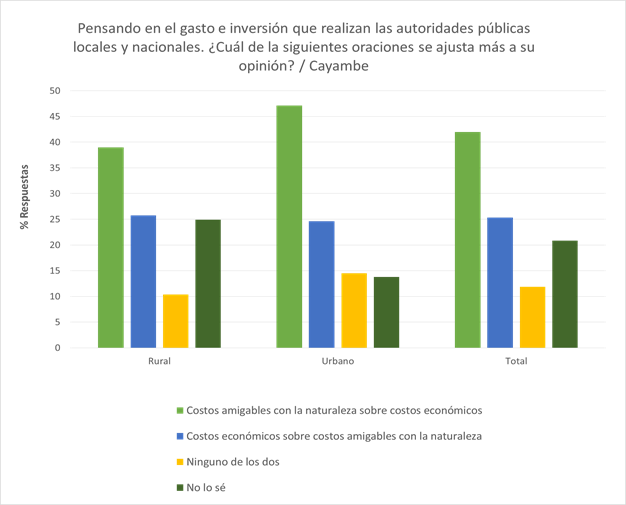 Pensando en el gasto e inversión que realizan las autoridades públicas
locales y nacionales. ¿Cuál de la siguientes oraciones se ajusta más a su
opinión? / Cayambe
% Respuestas
50
45
40
35
30
25
20
15
10
5
0
Rural Urbano Total
Costos amigables con la naturaleza sobre costos económicos
Costos económicos sobre costos amigables con la naturaleza
Ninguno de los dos
No lo sé